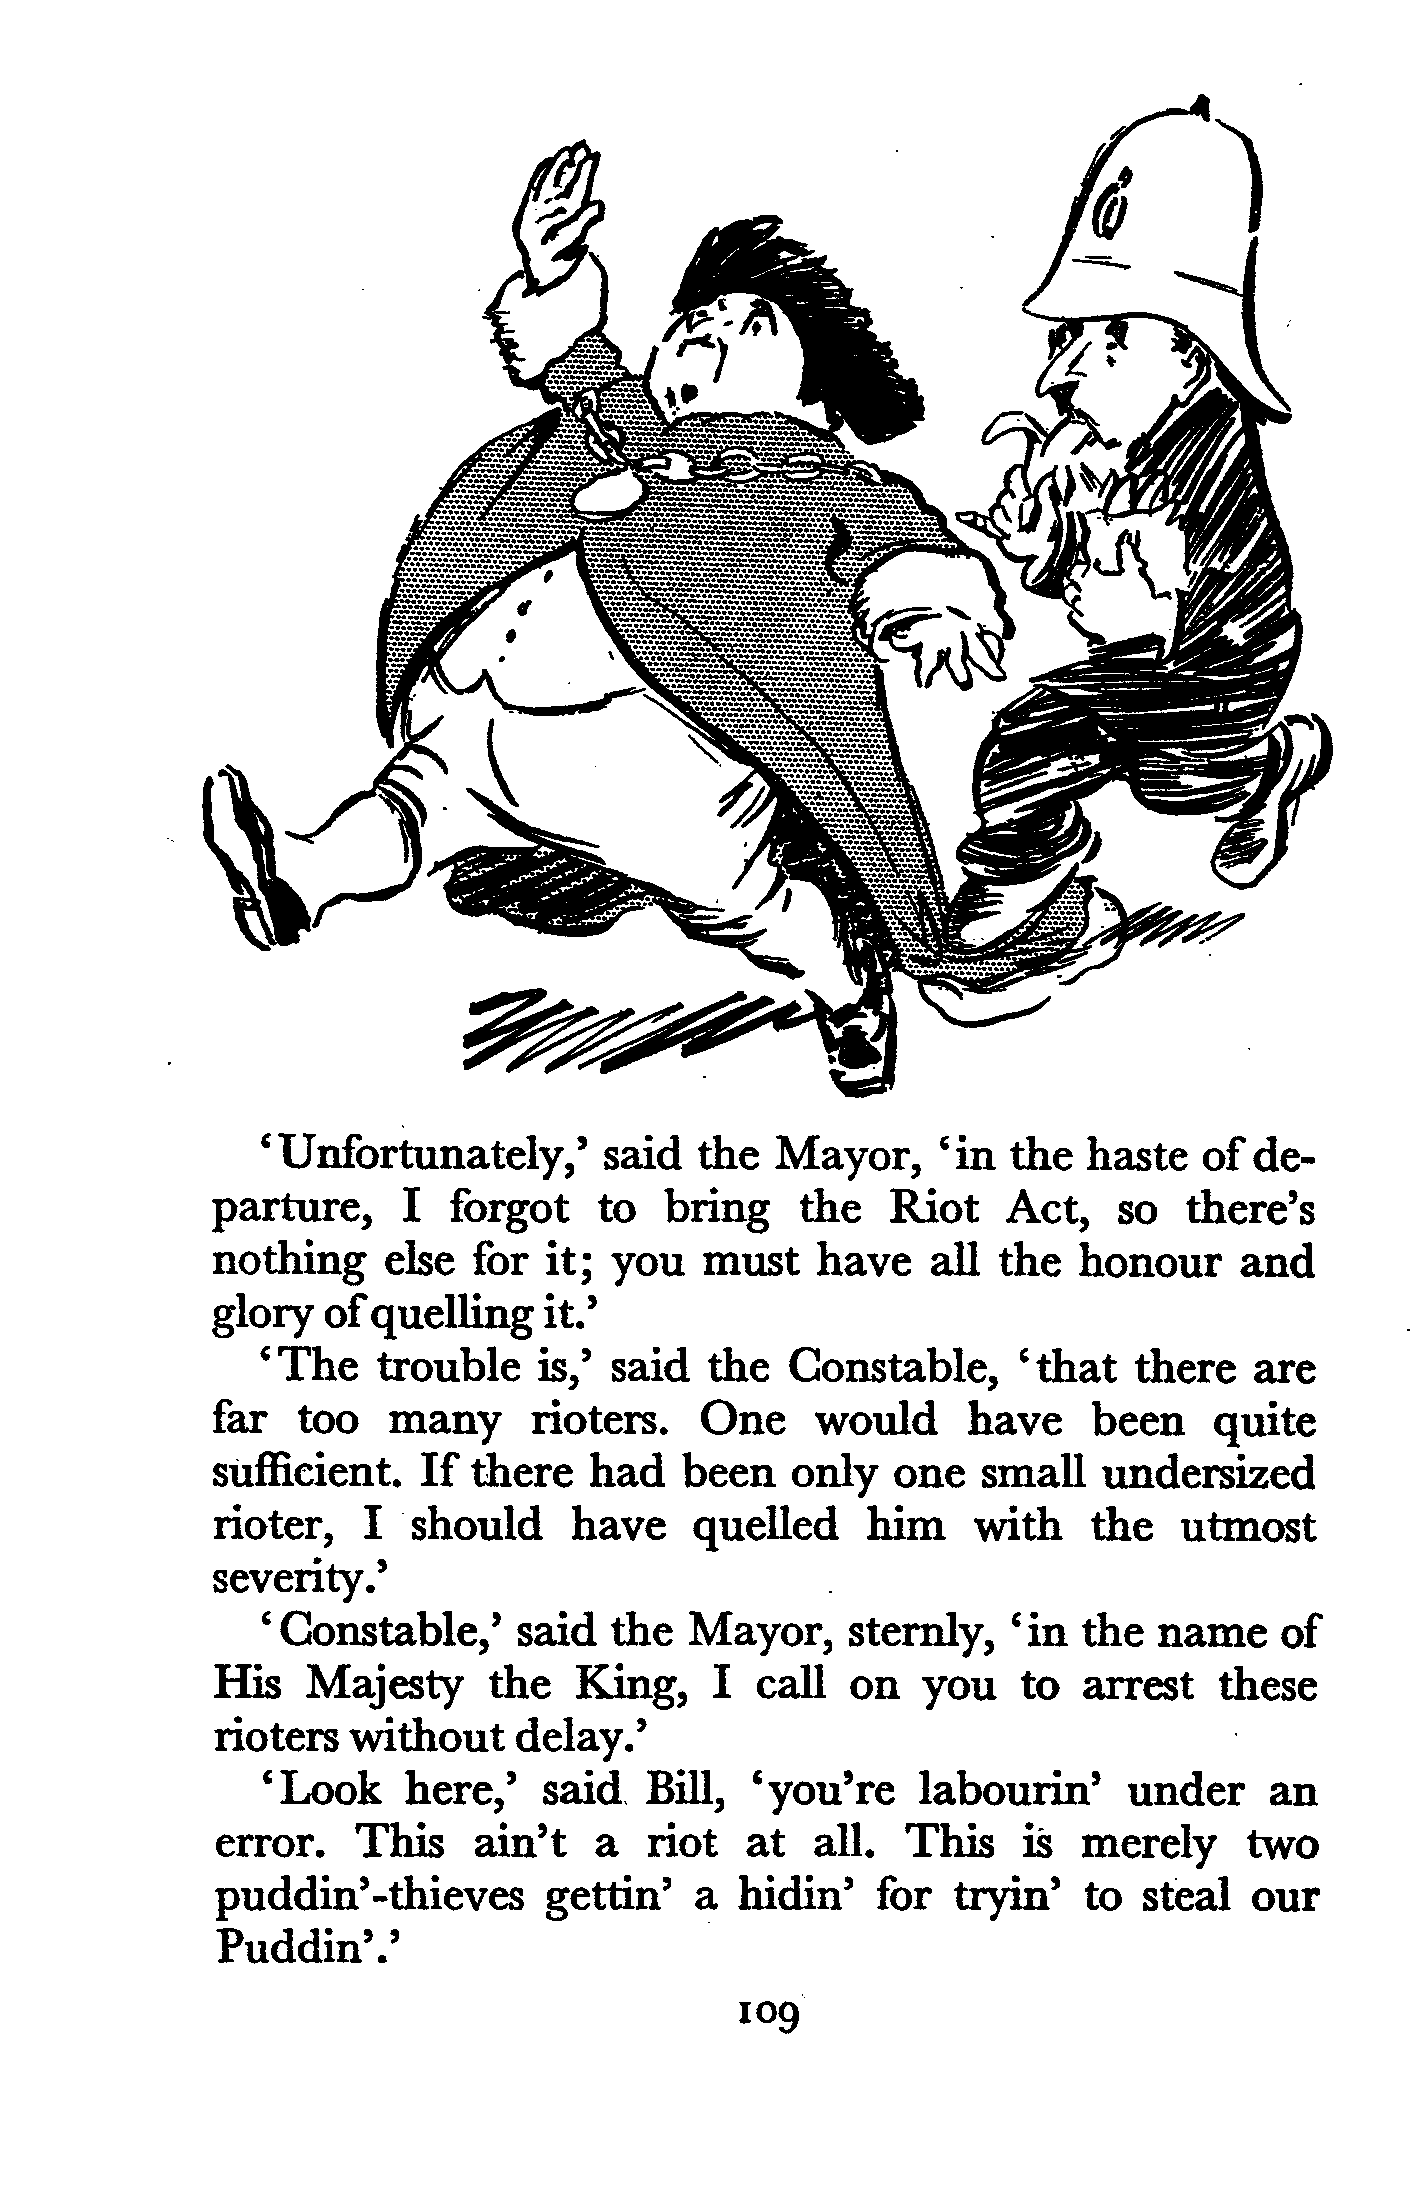 ‘Unfortunately,’ said the Mayor, ‘in the haste of de-
parture, I forgot to bring the Riot Act, so there’s
nothing else for it; you must have all the honour and
glory of quelling it.’
‘The trouble is,’ said the Constable, ‘that there are
far too many rioters. One would have been quite
sufficient. If there had been only one small undersized
rioter, I should have quelled him with the utmost
severity.’
‘Constable,’ said the Mayor, sternly, ‘in the name of
His Majesty the King, I call on you to arrest these
rioters without delay.’
‘Look here,’ said Bill, ‘you’re labourin’ under an
error. This ain’t a riot at all. This is merely two
puddin’-thieves gettin’ a hidin’ for tryin’ to steal our
Puddin’.’
109